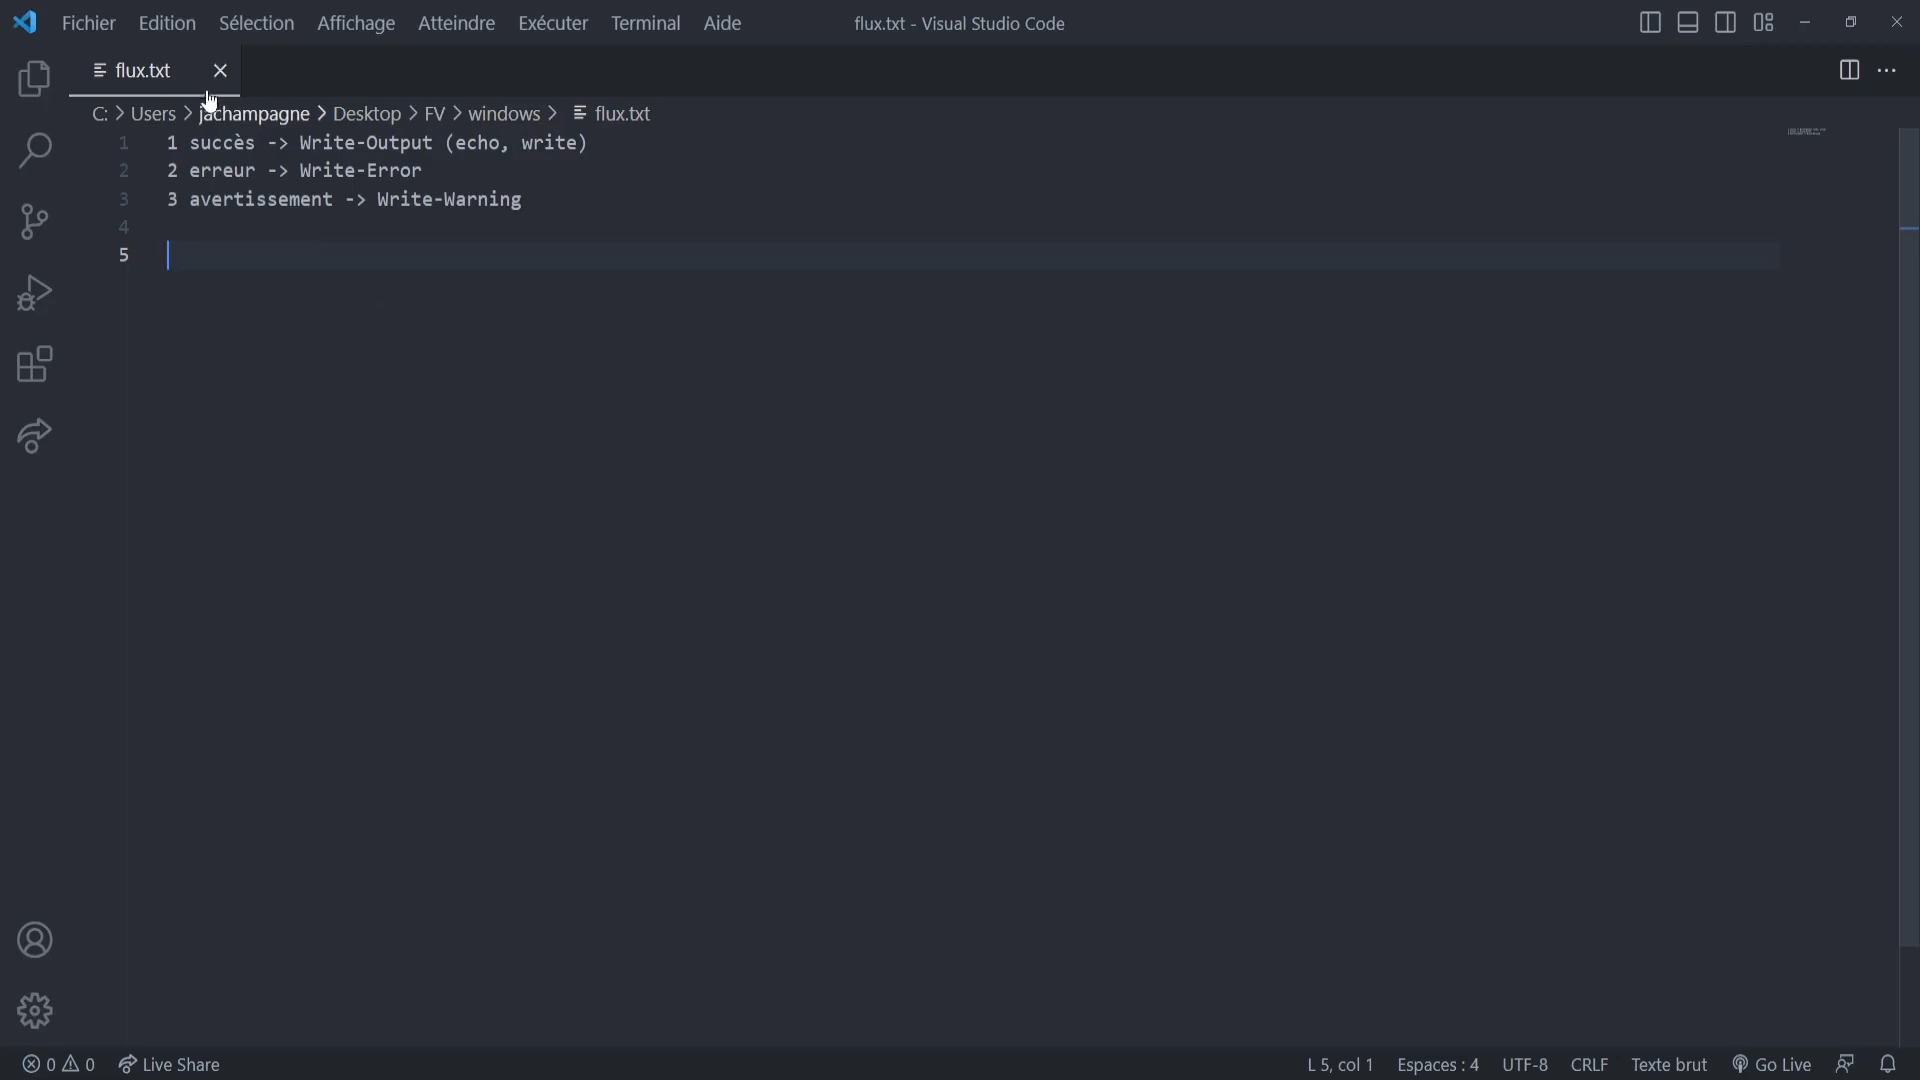 Fichier Edition Sélection Affichage Atteindre Exécuter Terminal Aide flux.txt - Visual Studio Code
flux.txt
C: > Users > jachampagne > Desktop > FV > windows > flux.txt
1 1 succès -> Write-Output (echo, write)
2 2 erreur -> Write-Error
3 3 avertissement -> Write-Warning
4
5
0 0 Live Share L 5, col 1 Espaces : 4 UTF-8 CRLF Texte brut Go Live